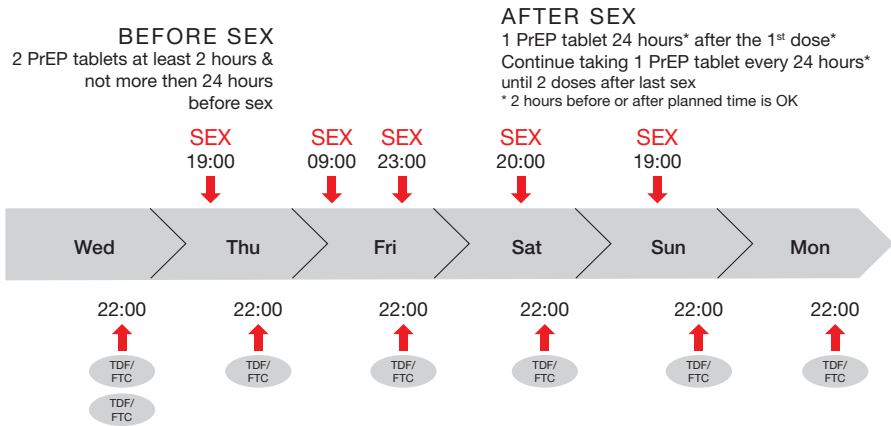 BEFORE SEX
2 PrEP tablets at least 2 hours &
not more then 24 hours
before sex
AFTER SEX
1 PrEP tablet 24 hours* after the 1st dose*
Continue taking 1 PrEP tablet every 24 hours*
until 2 doses after last sex
* 2 hours before or after planned time is OK
SEX SEX SEX SEX SEX
19:00 09:00 23:00 20:00 19:00
Wed Thu Fri Sat Sun Mon
22:00 22:00 22:00 22:00 22:00 22:00
TDF/ TDF/ TDF/ TDF/ TDF/ TDF/
FTC FTC FTC FTC FTC FTC
TDF/
FTC